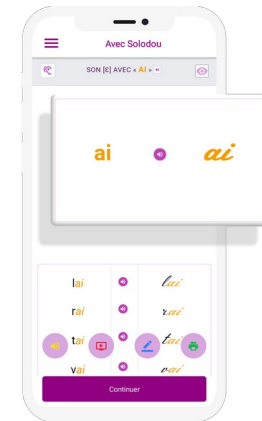 Avec Solodou
SON [Ɛ] AVEC « AI »
ai ai
lai lai
rai rai
tai tai
vai vai
Continuer